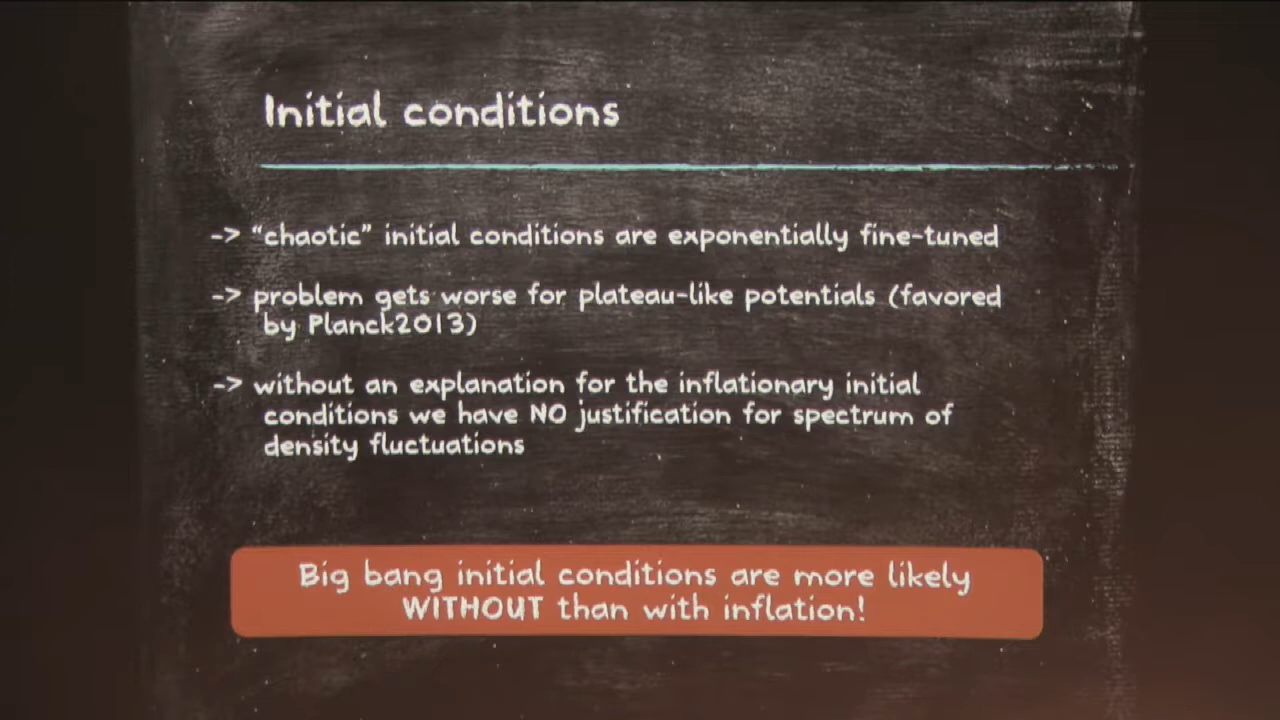 Initial conditions
-> “chaotic” initial conditions are exponentially fine-tuned
-> problem gets worse for plateau-like potentials (favored
by Planck2013)
-> without an explanation for the inflationary initial
conditions we have NO justification for spectrum of
density fluctuations
Big bang initial conditions are more likely
WITHOUT than with inflation!